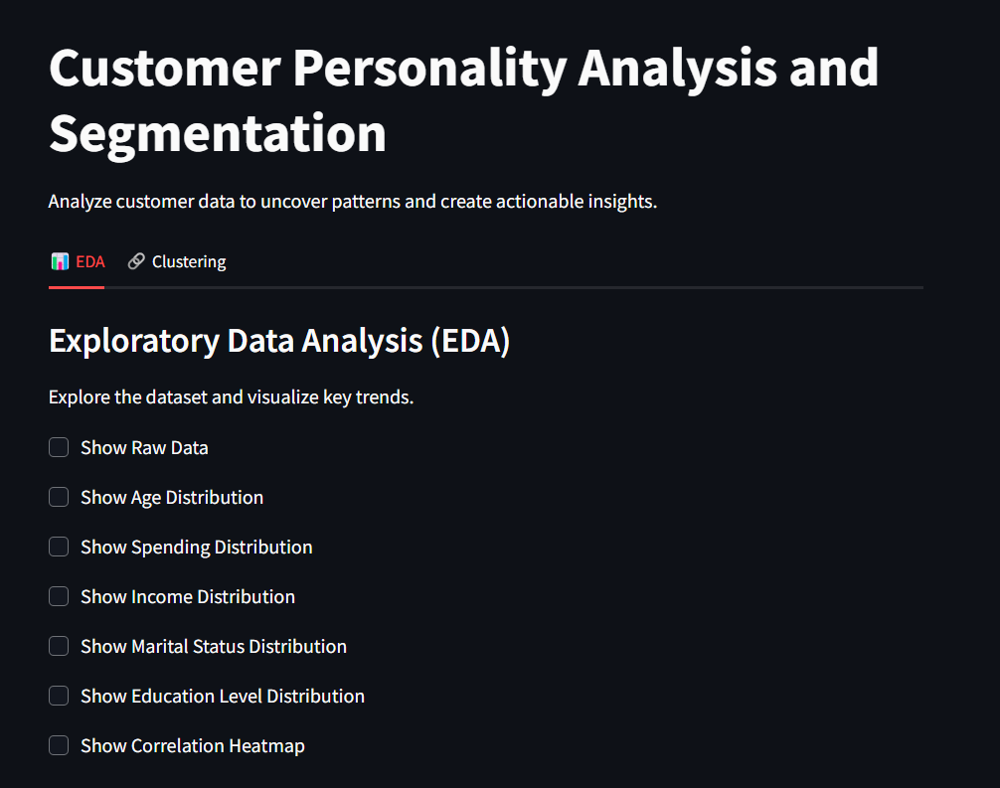 Customer Personality Analysis and
Segmentation
Analyze customer data to uncover patterns and create actionable insights.
EDA Clustering
Exploratory Data Analysis (EDA)
Explore the dataset and visualize key trends.
Show Raw Data
Show Age Distribution
Show Spending Distribution
Show Income Distribution
Show Marital Status Distribution
Show Education Level Distribution
Show Correlation Heatmap